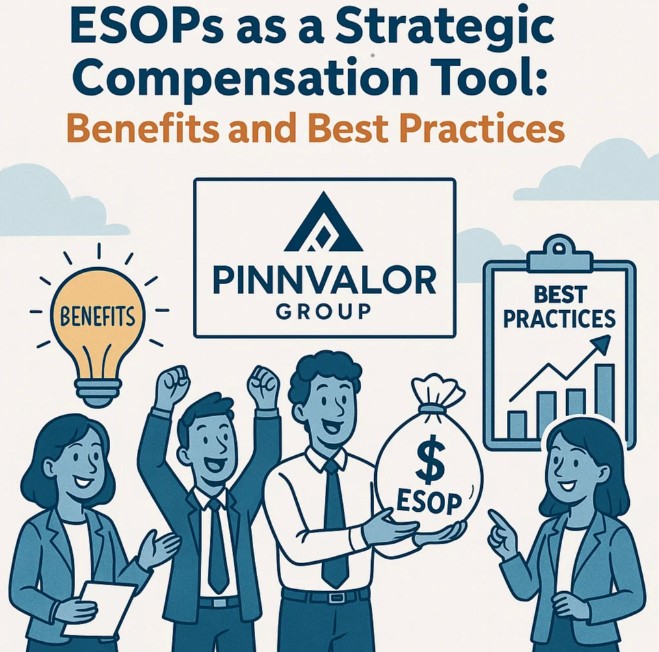 ESOPs as a Strategic
Compensation Tool:
Benefits and Best Practices
PINNVALOR
GROUP
BENEFITS
BEST
PRACTICES
$
ESOP